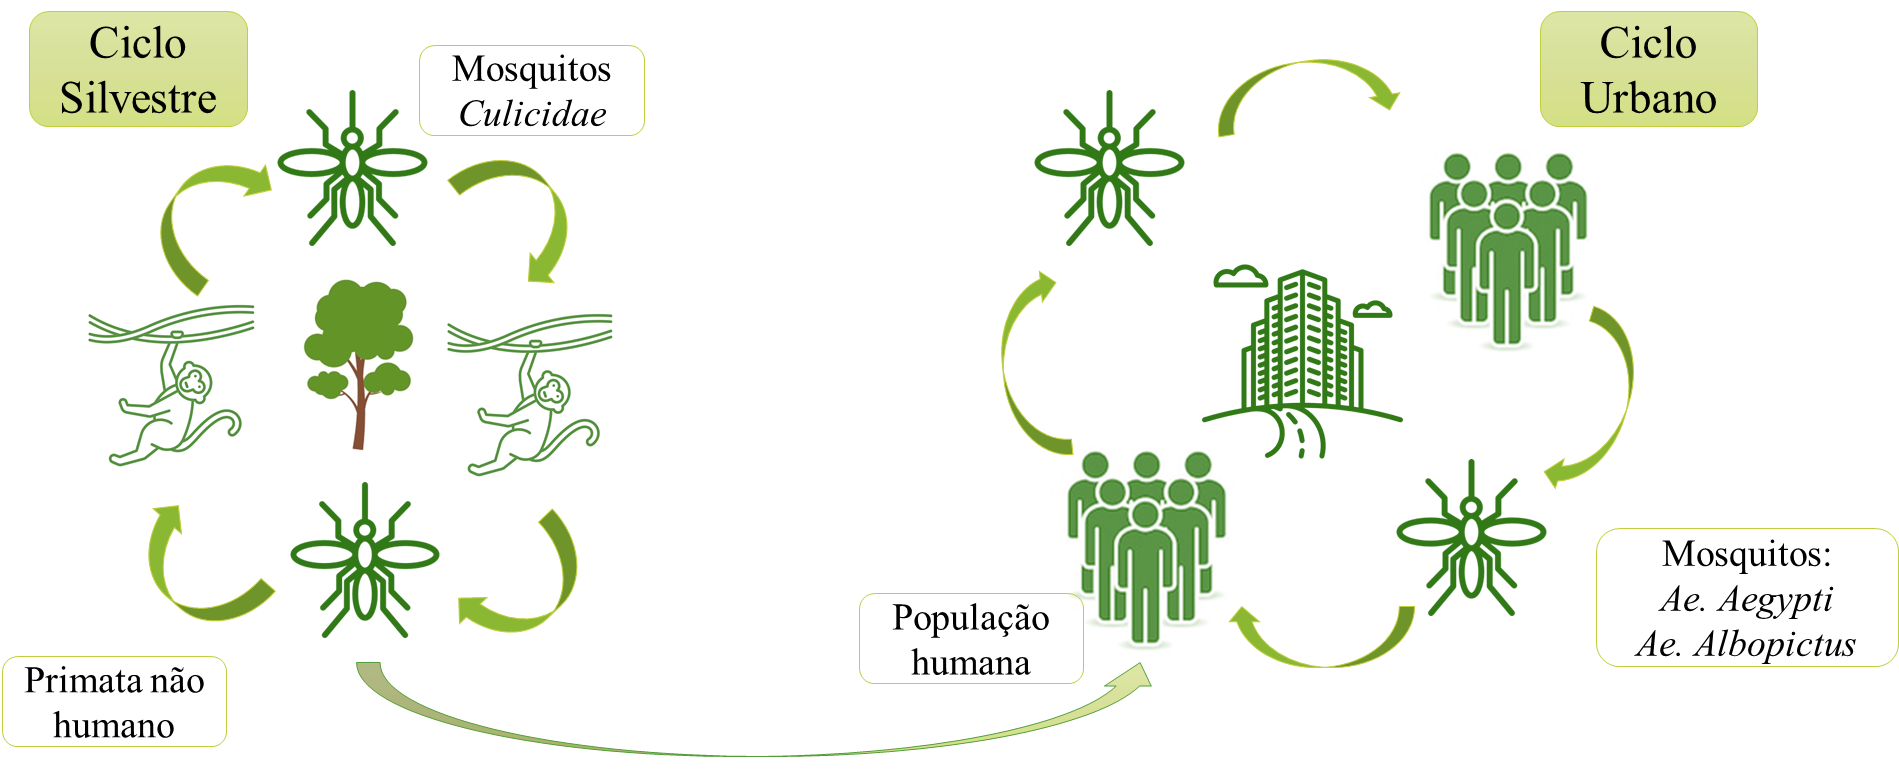 Ciclo
Silvestre
Mosquitos
Culicidae
Primata não
humano
Ciclo
Urbano
População
humana
Mosquitos:
Ae. Aegypti
Ae. Albopictus